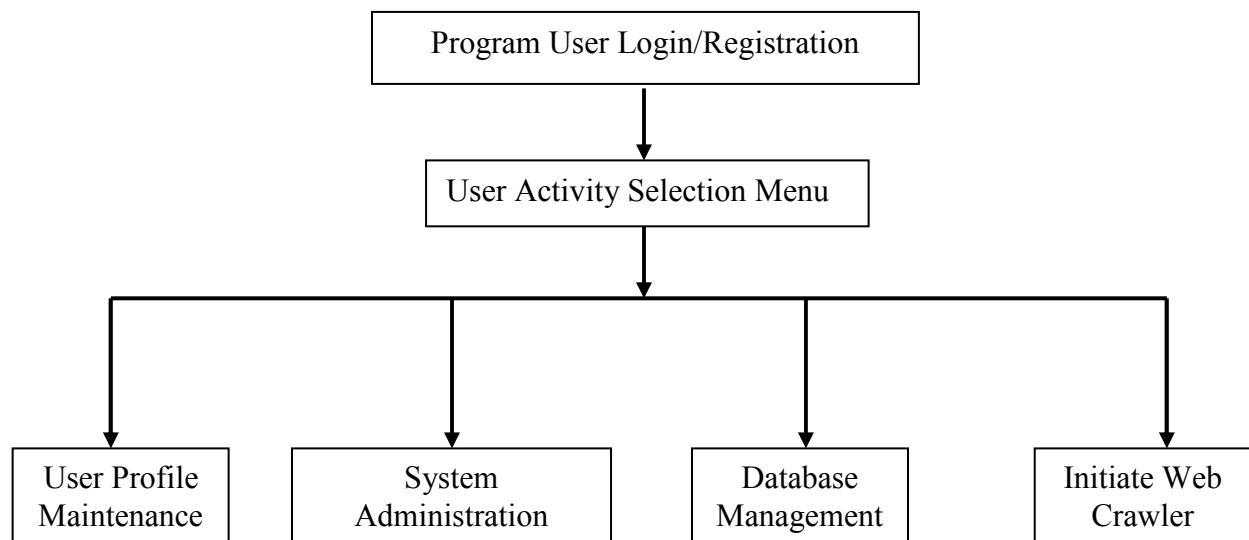 Program User Login/Registration
User Activity Selection Menu
User Profile
Maintenance
System
Administration
Database
Management
Initiate Web
Crawler